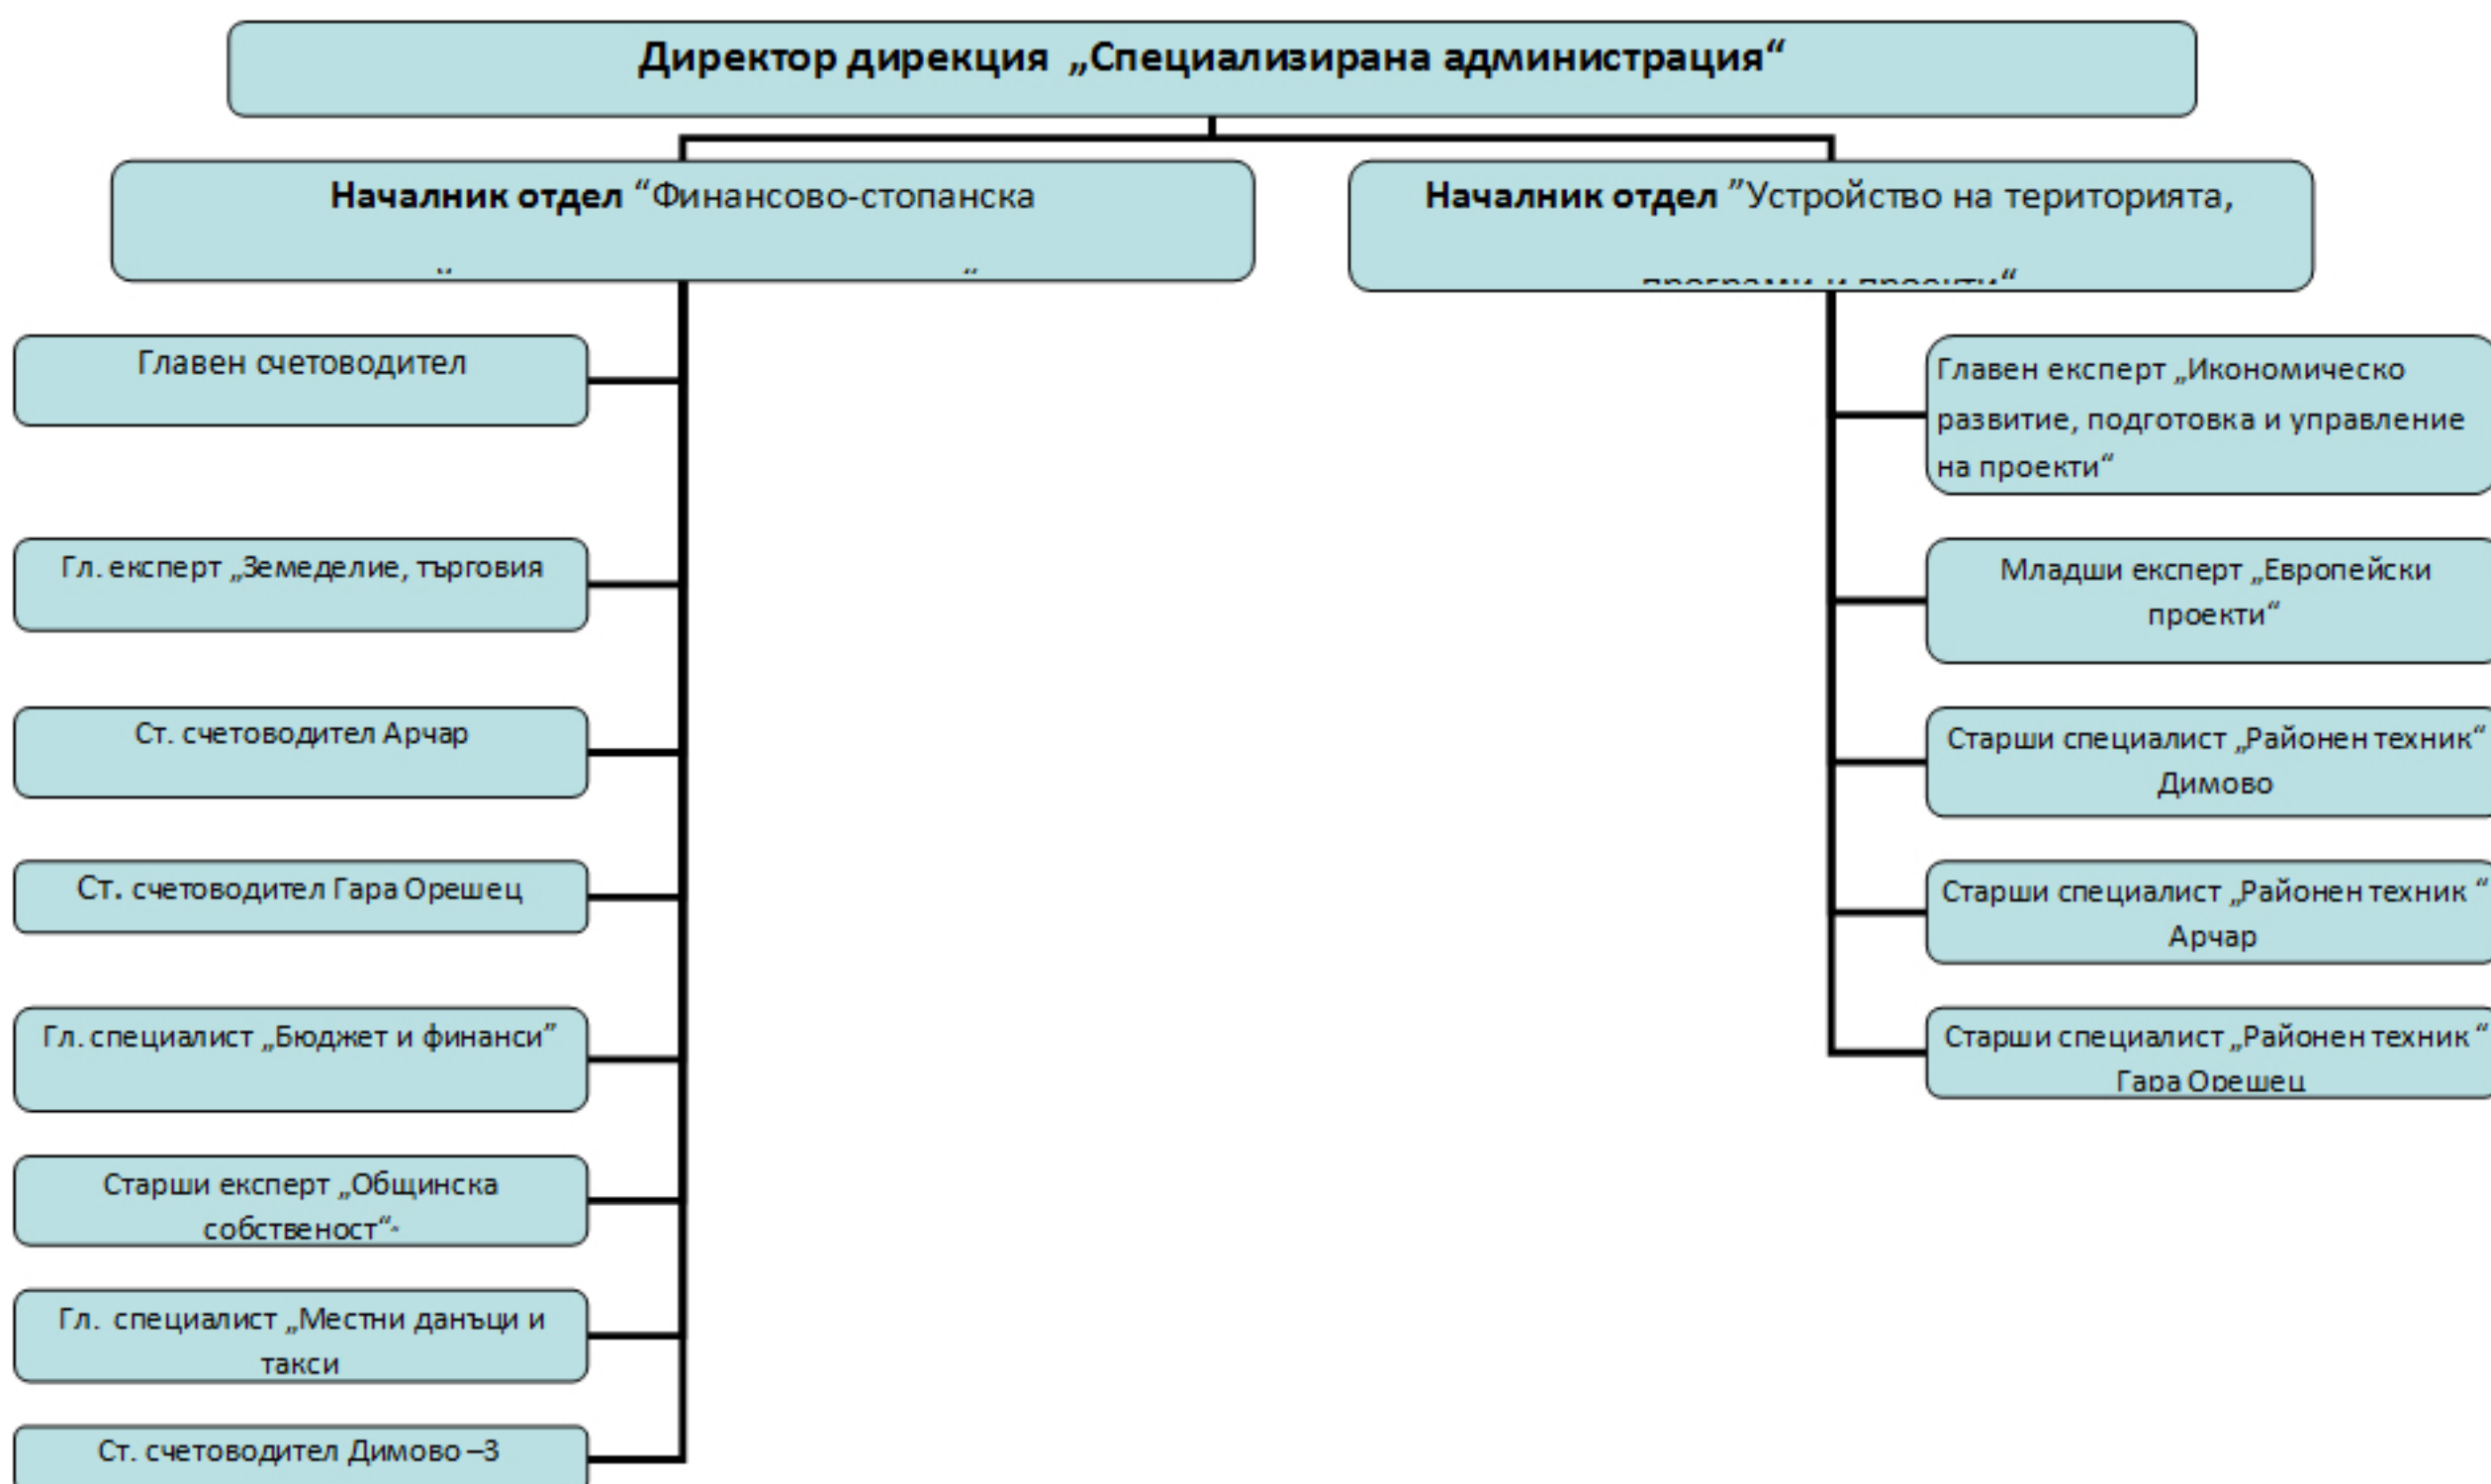 Директор дирекция „Специализирана администрация“
Началник отдел “Финансово-стопанска
Началник отдел ”Устройство на територията,
програми и проекти“
Главен счетоводител
Гл. експерт „Земеделие, търговия
Ст. счетоводител Арчар
Ст. счетоводител Гара Орешец
Гл. специалист „Бюджет и финанси”
Старши експерт „Общинска
собственост“-
Гл. специалист „Местни данъци и
такси
Ст. счетоводител Димово –3
Главен експерт „Икономическо
развитие, подготовка и управление
на проекти“
Младши експерт „Европейски
проекти“
Старши специалист „Районен техник“
Димово
Старши специалист „Районен техник “
Арчар
Старши специалист „Районен техник “
Гара Орешец